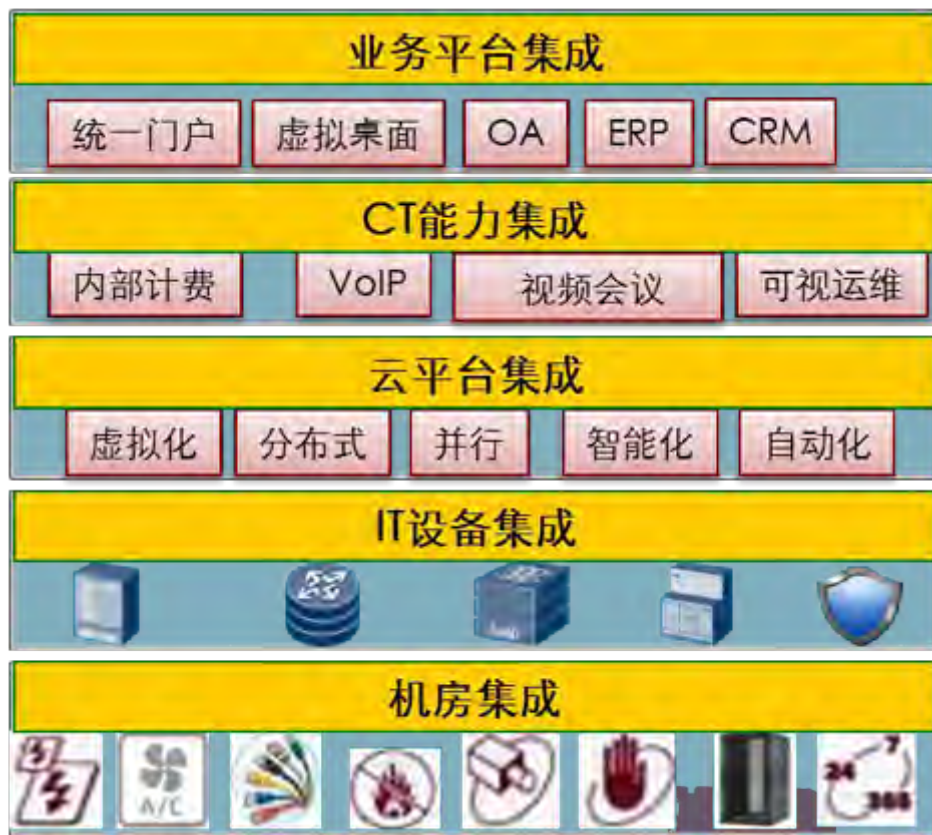 业务平台集成
统一门户 虚拟桌面 OA ERP CRM
CT能力集成
内部计费 VoIP 视频会议 可视运维
云平台集成
虚拟化 分布式 并行 智能化 自动化
IT设备集成
机房集成
A/C
24 7 365